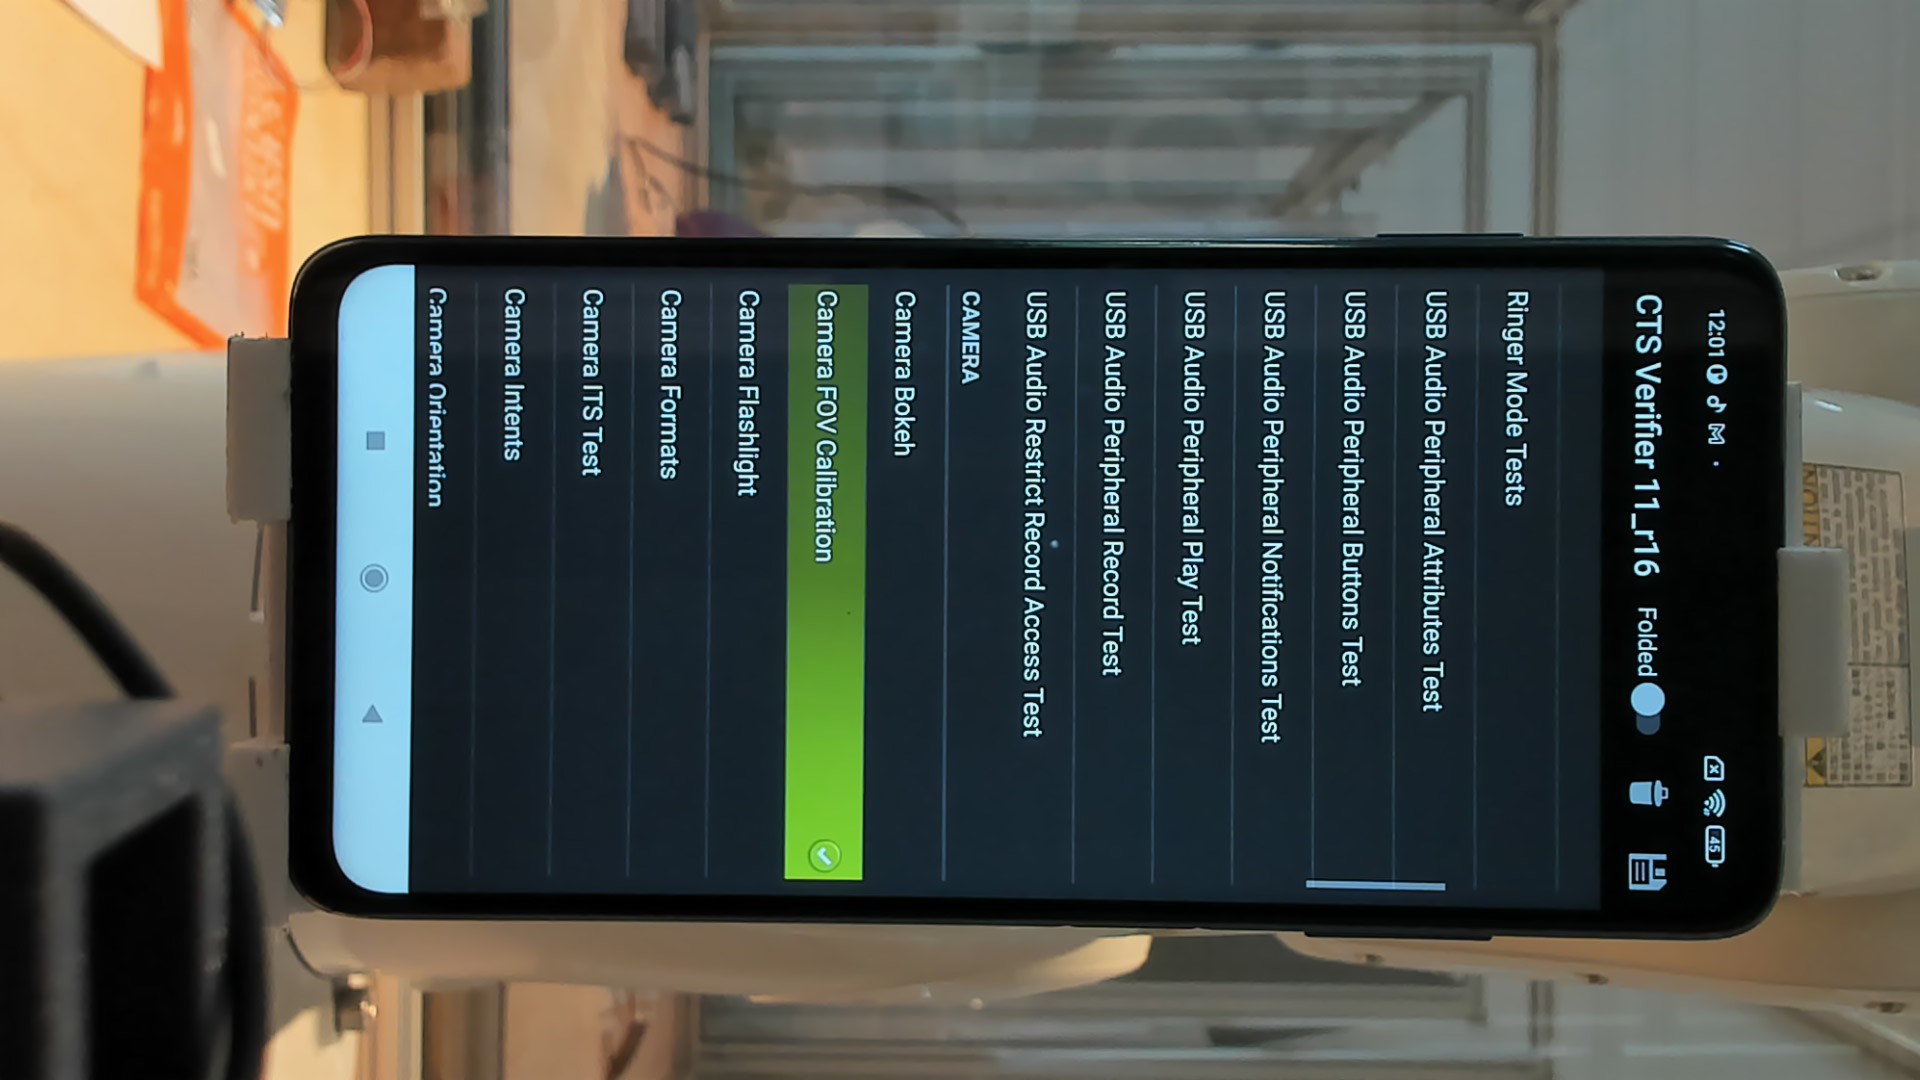 12:01
45
CTS Verifier 11_r16 Folded
Ringer Mode Tests
USB Audio Peripheral Attributes Test
USB Audio Peripheral Buttons Test
USB Audio Peripheral Notifications Test
USB Audio Peripheral Play Test
USB Audio Peripheral Record Test
USB Audio Restrict Record Access Test
CAMERA
Camera Bokeh
Camera FOV Calibration
Camera Flashlight
Camera Formats
Camera ITS Test
Camera Intents
Camera Orientation